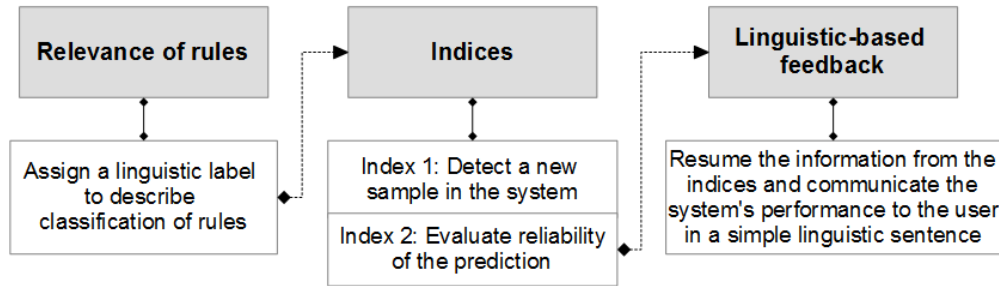 Relevance of rules
Assign a linguistic label
to describe
classification of rules
Indices
Index 1: Detect a new
sample in the system
Index 2: Evaluate reliability
of the prediction
Linguistic-based
feedback
Resume the information from the
indices and communicate the
system's performance to the user
in a simple linguistic sentence